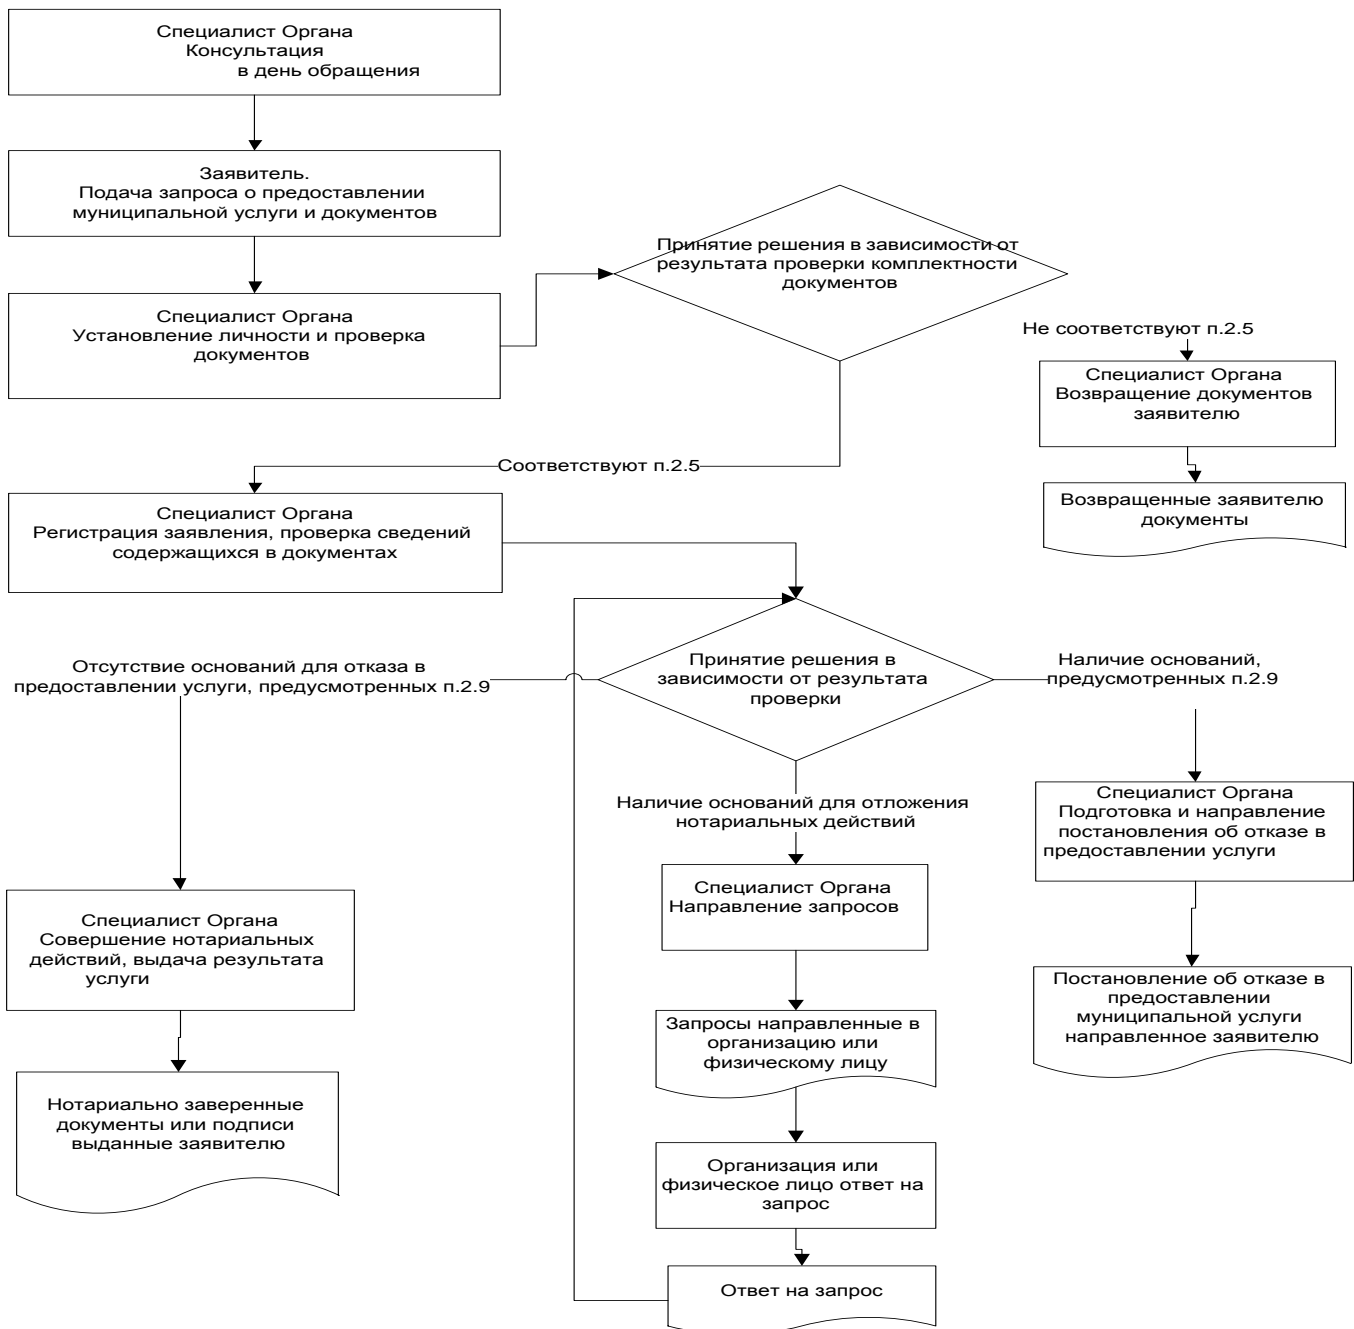 Специалист Органа
Консультация
в день обращения
Заявитель.
Подача запроса о предоставлении
муниципальной услуги и документов
Специалист Органа
Установление личности и проверка
документов
Принятие решения в зависимости от
результата проверки комплектности
документов
Не соответствуют п.2.5
Специалист Органа
Возвращение документов
заявителю
Возвращенные заявителю
документы
Соответствуют п.2.5
Специалист Органа
Регистрация заявления, проверка сведений
содержащихся в документах
Принятие решения в
зависимости от результата
проверки
Отсутствие оснований для отказа в
предоставлении услуги, предусмотренных п.2.9
Наличие оснований,
предусмотренных п.2.9
Наличие оснований для отложения
нотариальных действий
Специалист Органа
Подготовка и направление
постановления об отказе в
предоставлении услуги
Специалист Органа
Направление запросов
Специалист Органа
Совершение нотариальных
действий, выдача результата
услуги
Постановление об отказе в
предоставлении
муниципальной услуги
направленное заявителю
Запросы направленные в
организацию или
физическому лицу
Нотариально заверенные
документы или подписи
выданные заявителю
Организация или
физическое лицо ответ на
запрос
Ответ на запрос